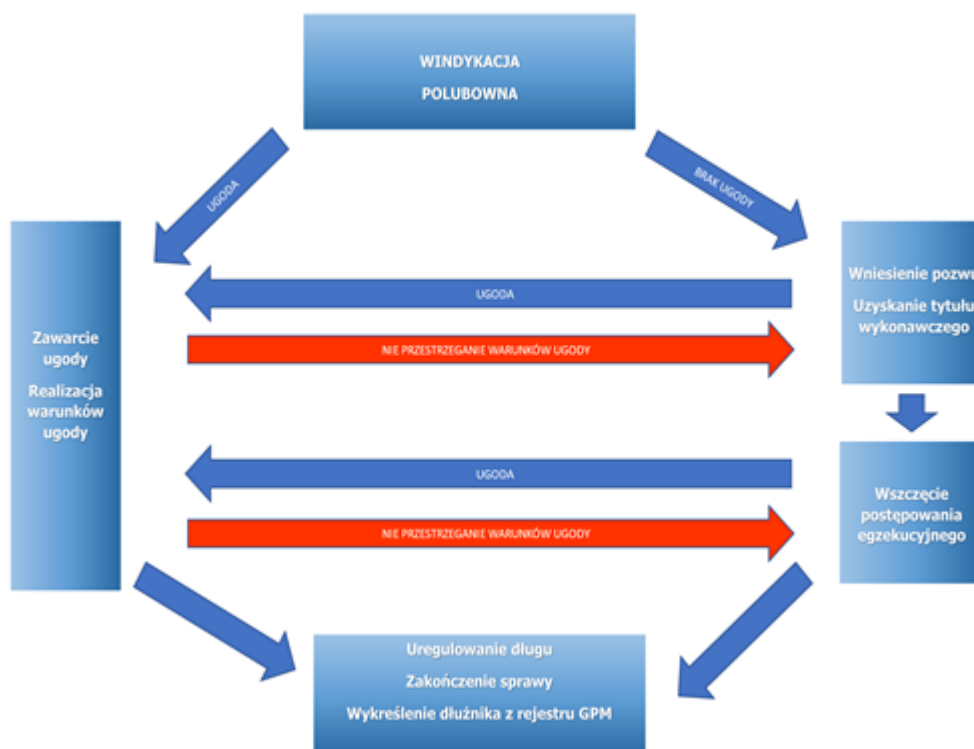 WINDYKACJA
POLUBOWNA
UGODA
BRAK UGODY
Zawarcie
ugody
Realizacja
warunków
ugody
UGODA
NIE PRZESTRZEGANIE WARUNKÓW UGODY
Wniesienie pozwu
Uzyskanie tytułu
wykonawczego
UGODA
NIE PRZESTRZEGANIE WARUNKÓW UGODY
Wszczęcie
postępowania
egzekucyjnego
Uregulowanie długu
Zakończenie sprawy
Wykreślenie dłużnika z rejestru GPM